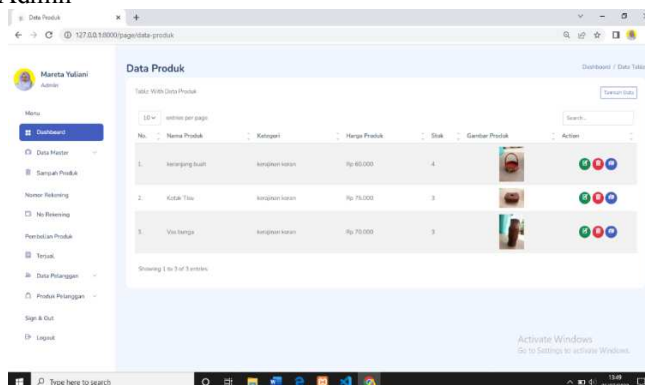 Admin
Data Produk
127.0.0.1:8000/page/data-produk
Mareta Yuliani
Admin
Data Produk
Dashboard / Data Table
Table With Data Produk
Tambah Data
10 entries per page
Search...
No. Nama Produk Kategori Harga Produk Stok Gambar Produk Action
1. keranjang buah kerajinan koran Rp 60.000 4
2. Kotak Tisu kerajinan koran Rp 75.000 3
3. Vas bunga kerajinan koran Rp 70.000 3
Showing 1 to 3 of 3 entries
Menu
Dashboard
Data Master
Sampah Produk
Nomor Rekening
No Rekening
Pembelian Produk
Terjual
Data Pelanggan
Produk Pelanggan
Sign & Out
Logout
Activate Windows
Go to Settings to activate Windows.
Type here to search
13:49